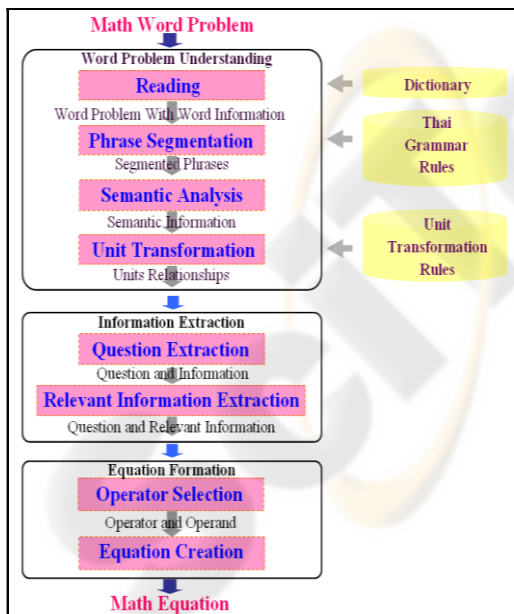 Math Word Problem
Word Problem Understanding
Reading
Dictionary
Word Problem With Word Information
Phrase Segmentation
Thai
Grammar
Rules
Segmented Phrases
Semantic Analysis
Semantic Information
Unit Transformation
Unit
Transformation
Rules
Units Relationships
Information Extraction
Question Extraction
Question and Information
Relevant Information Extraction
Question and Relevant Information
Equation Formation
Operator Selection
Operator and Operand
Equation Creation
Math Equation